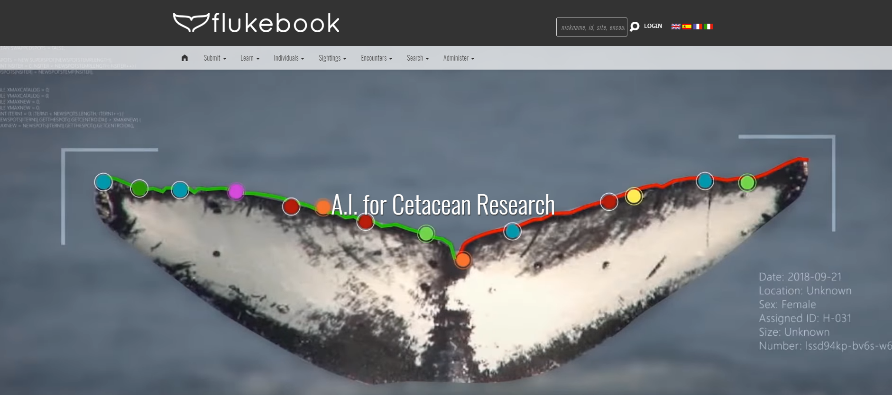 flukebook
nickname, id, site, encou
LOGIN
Submit
Learn
Individuals
Sightings
Encounters
Search
Administer
A.I. for Cetacean Research
Date: 2018-09-21
Location: Unknown
Sex: Female
Assigned ID: H-031
Size: Unknown
Number: lssd94kp-bv6s-w6